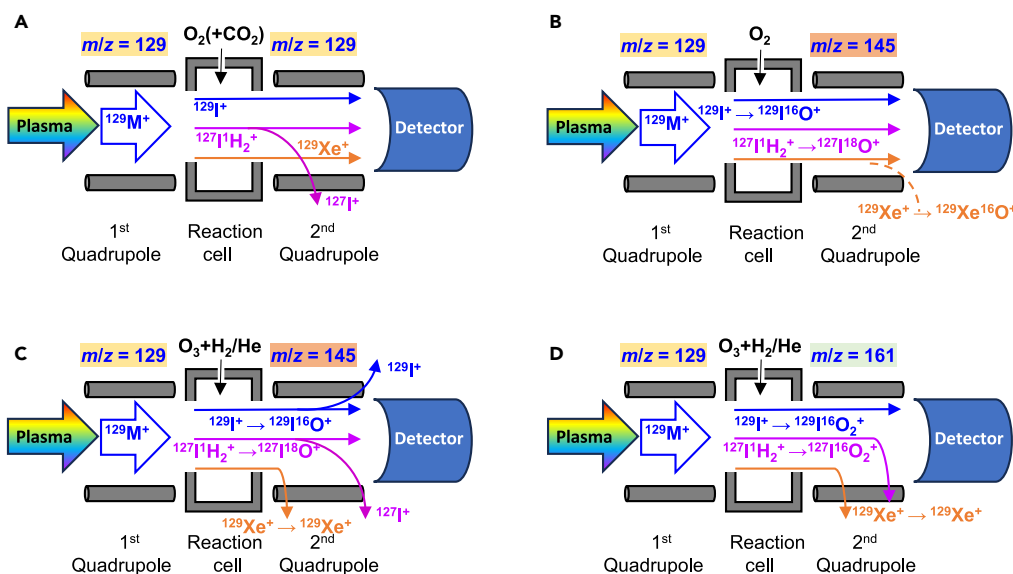 A
O₂(+CO₂)
m/z = 129
m/z = 129
Plasma
¹²⁹M⁺
¹²⁹I⁺
¹²⁷I¹H₂⁺
¹²⁹Xe⁺
¹²⁷I⁺
Detector
1st Quadrupole
Reaction cell
2nd Quadrupole
B
O₂
m/z = 129
m/z = 145
Plasma
¹²⁹M⁺
¹²⁹I⁺ → ¹²⁹I¹⁶O⁺
¹²⁷I¹H₂⁺ → ¹²⁷I¹⁸O⁺
¹²⁹Xe⁺ → ¹²⁹Xe¹⁶O⁺
Detector
1st Quadrupole
Reaction cell
2nd Quadrupole
C
O₃+H₂/He
m/z = 129
m/z = 145
¹²⁹I⁺
Plasma
¹²⁹M⁺
¹²⁹I⁺ → ¹²⁹I¹⁶O⁺
¹²⁷I¹H₂⁺ → ¹²⁷I¹⁸O⁺
¹²⁷I⁺
¹²⁹Xe⁺ → ¹²⁹Xe⁺
Detector
1st Quadrupole
Reaction cell
2nd Quadrupole
D
O₃+H₂/He
m/z = 129
m/z = 161
Plasma
¹²⁹M⁺
¹²⁹I⁺ → ¹²⁹I¹⁶O₂⁺
¹²⁷I¹H₂⁺ → ¹²⁷I¹⁶O₂⁺
¹²⁹Xe⁺ → ¹²⁹Xe⁺
Detector
1st Quadrupole
Reaction cell
2nd Quadrupole